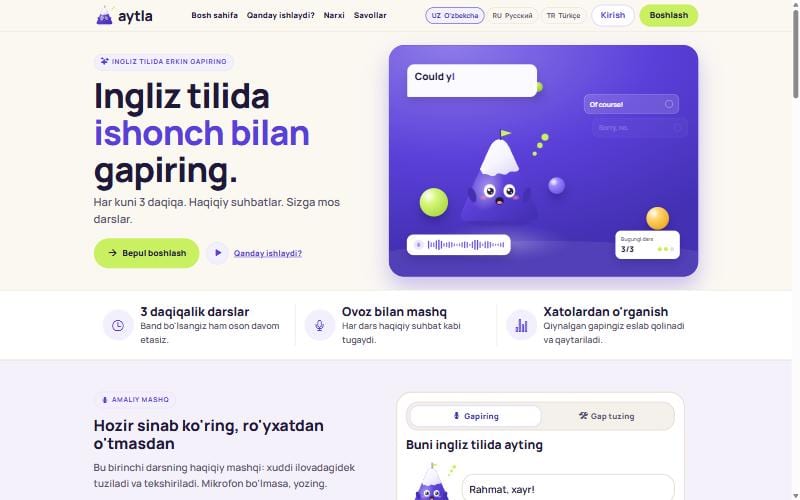 aytla
Bosh sahifa
Qanday ishlaydi?
Narxi
Savollar
UZ O'zbekcha
RU Русский
TR Türkçe
Kirish
Boshlash
INGLIZ TILIDA ERKIN GAPIRING
Ingliz tilida
ishonch bilan
gapiring.
Har kuni 3 daqiqa. Haqiqiy suhbatlar. Sizga mos
darslar.
Bepul boshlash
Qanday ishlaydi?
Could y
Of course!
Sorry, no.
Bugungi dars
3/3
3 daqiqalik darslar
Band bo'lsangiz ham oson davom
etasiz.
Ovoz bilan mashq
Har dars haqiqiy suhbat kabi
tugaydi.
Xatolardan o'rganish
Qiynalgan gapingiz eslab qolinadi
va qaytariladi.
AMALIY MASHQ
Hozir sinab ko'ring, ro'yxatdan
o'tmasdan
Bu birinchi darsning haqiqiy mashqi: xuddi ilovadagidek
tuziladi va tekshiriladi. Mikrofon bo'lmasa, yozing.
Gapiring
Gap tuzing
Buni ingliz tilida ayting
Rahmat, xayr!